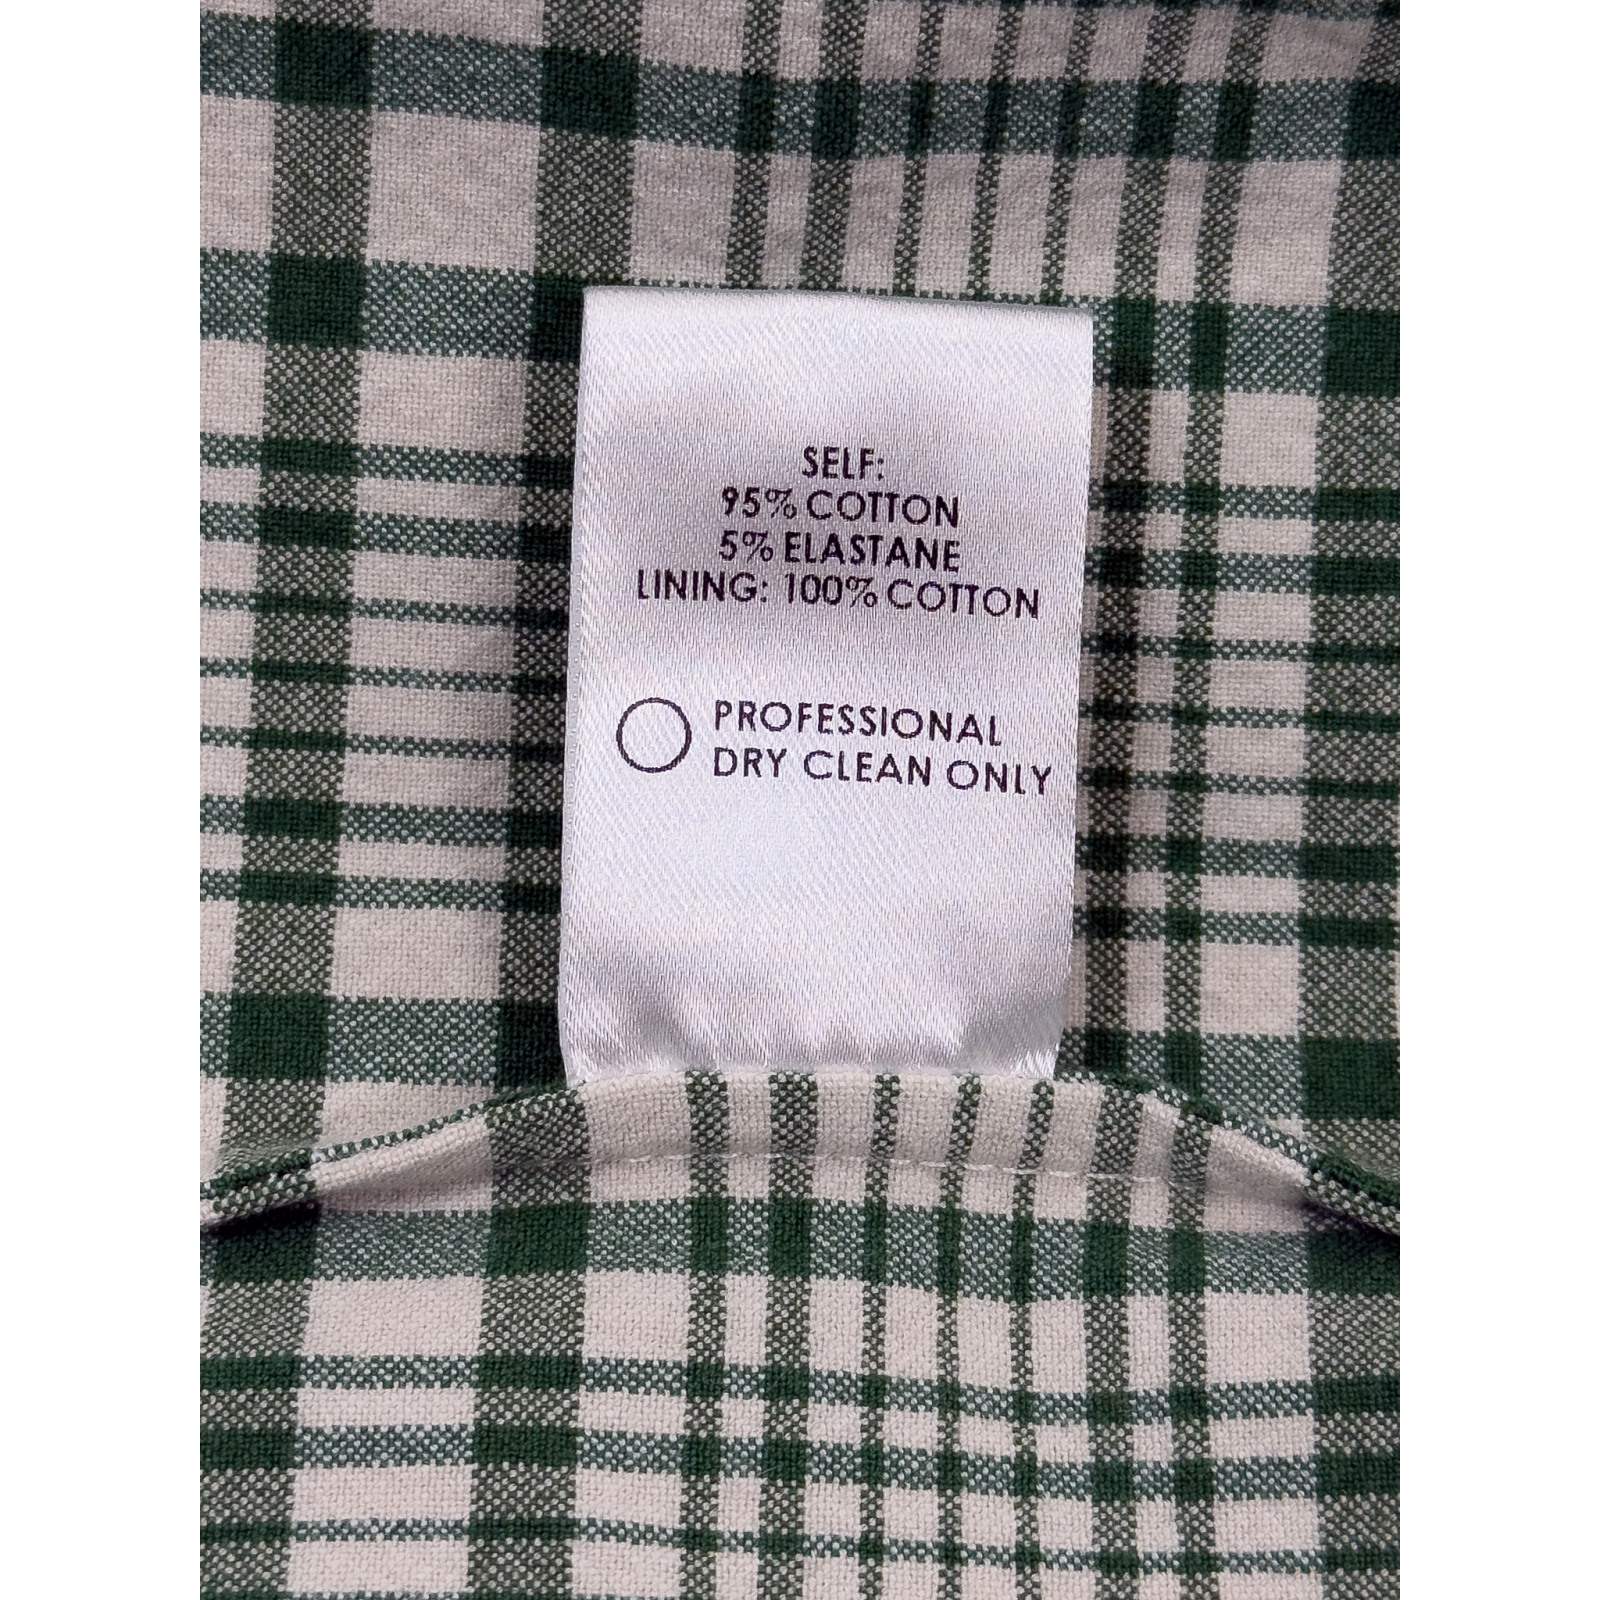 SELF:
95% COTTON
5% ELASTANE
LINING: 100% COTTON
PROFESSIONAL
DRY CLEAN ONLY